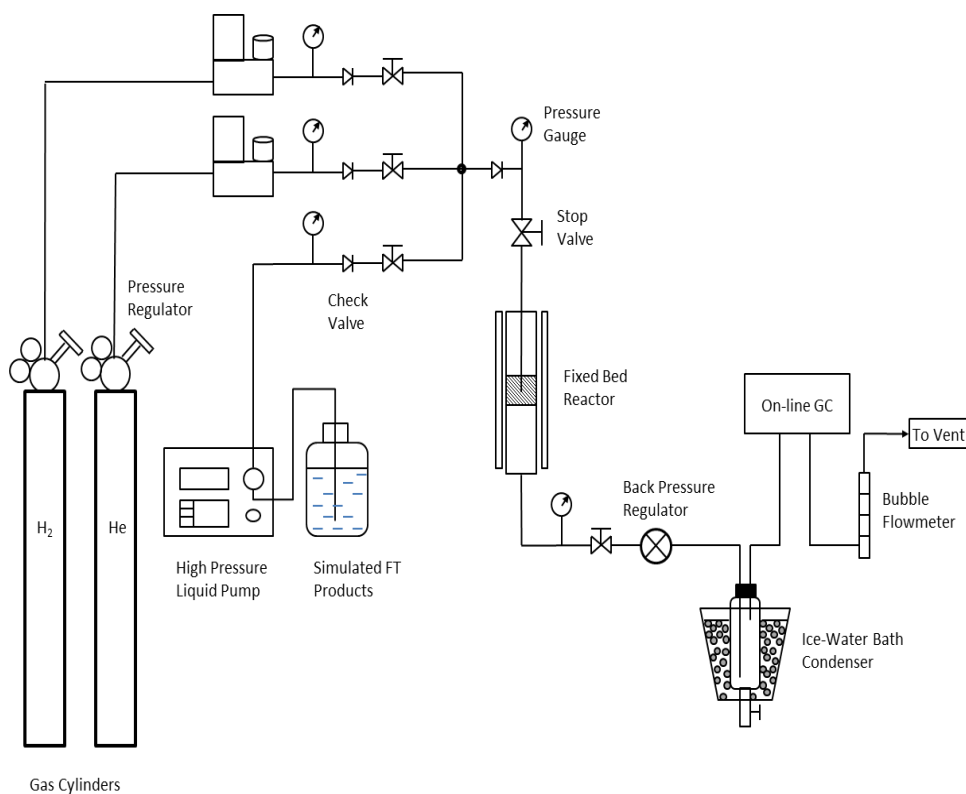 Pressure
Gauge
Stop
Valve
Pressure
Regulator
Check
Valve
Fixed Bed
Reactor
On-line GC
To Vent
Back Pressure
Regulator
Bubble
Flowmeter
H2
He
High Pressure
Liquid Pump
Simulated FT
Products
Ice-Water Bath
Condenser
Gas Cylinders